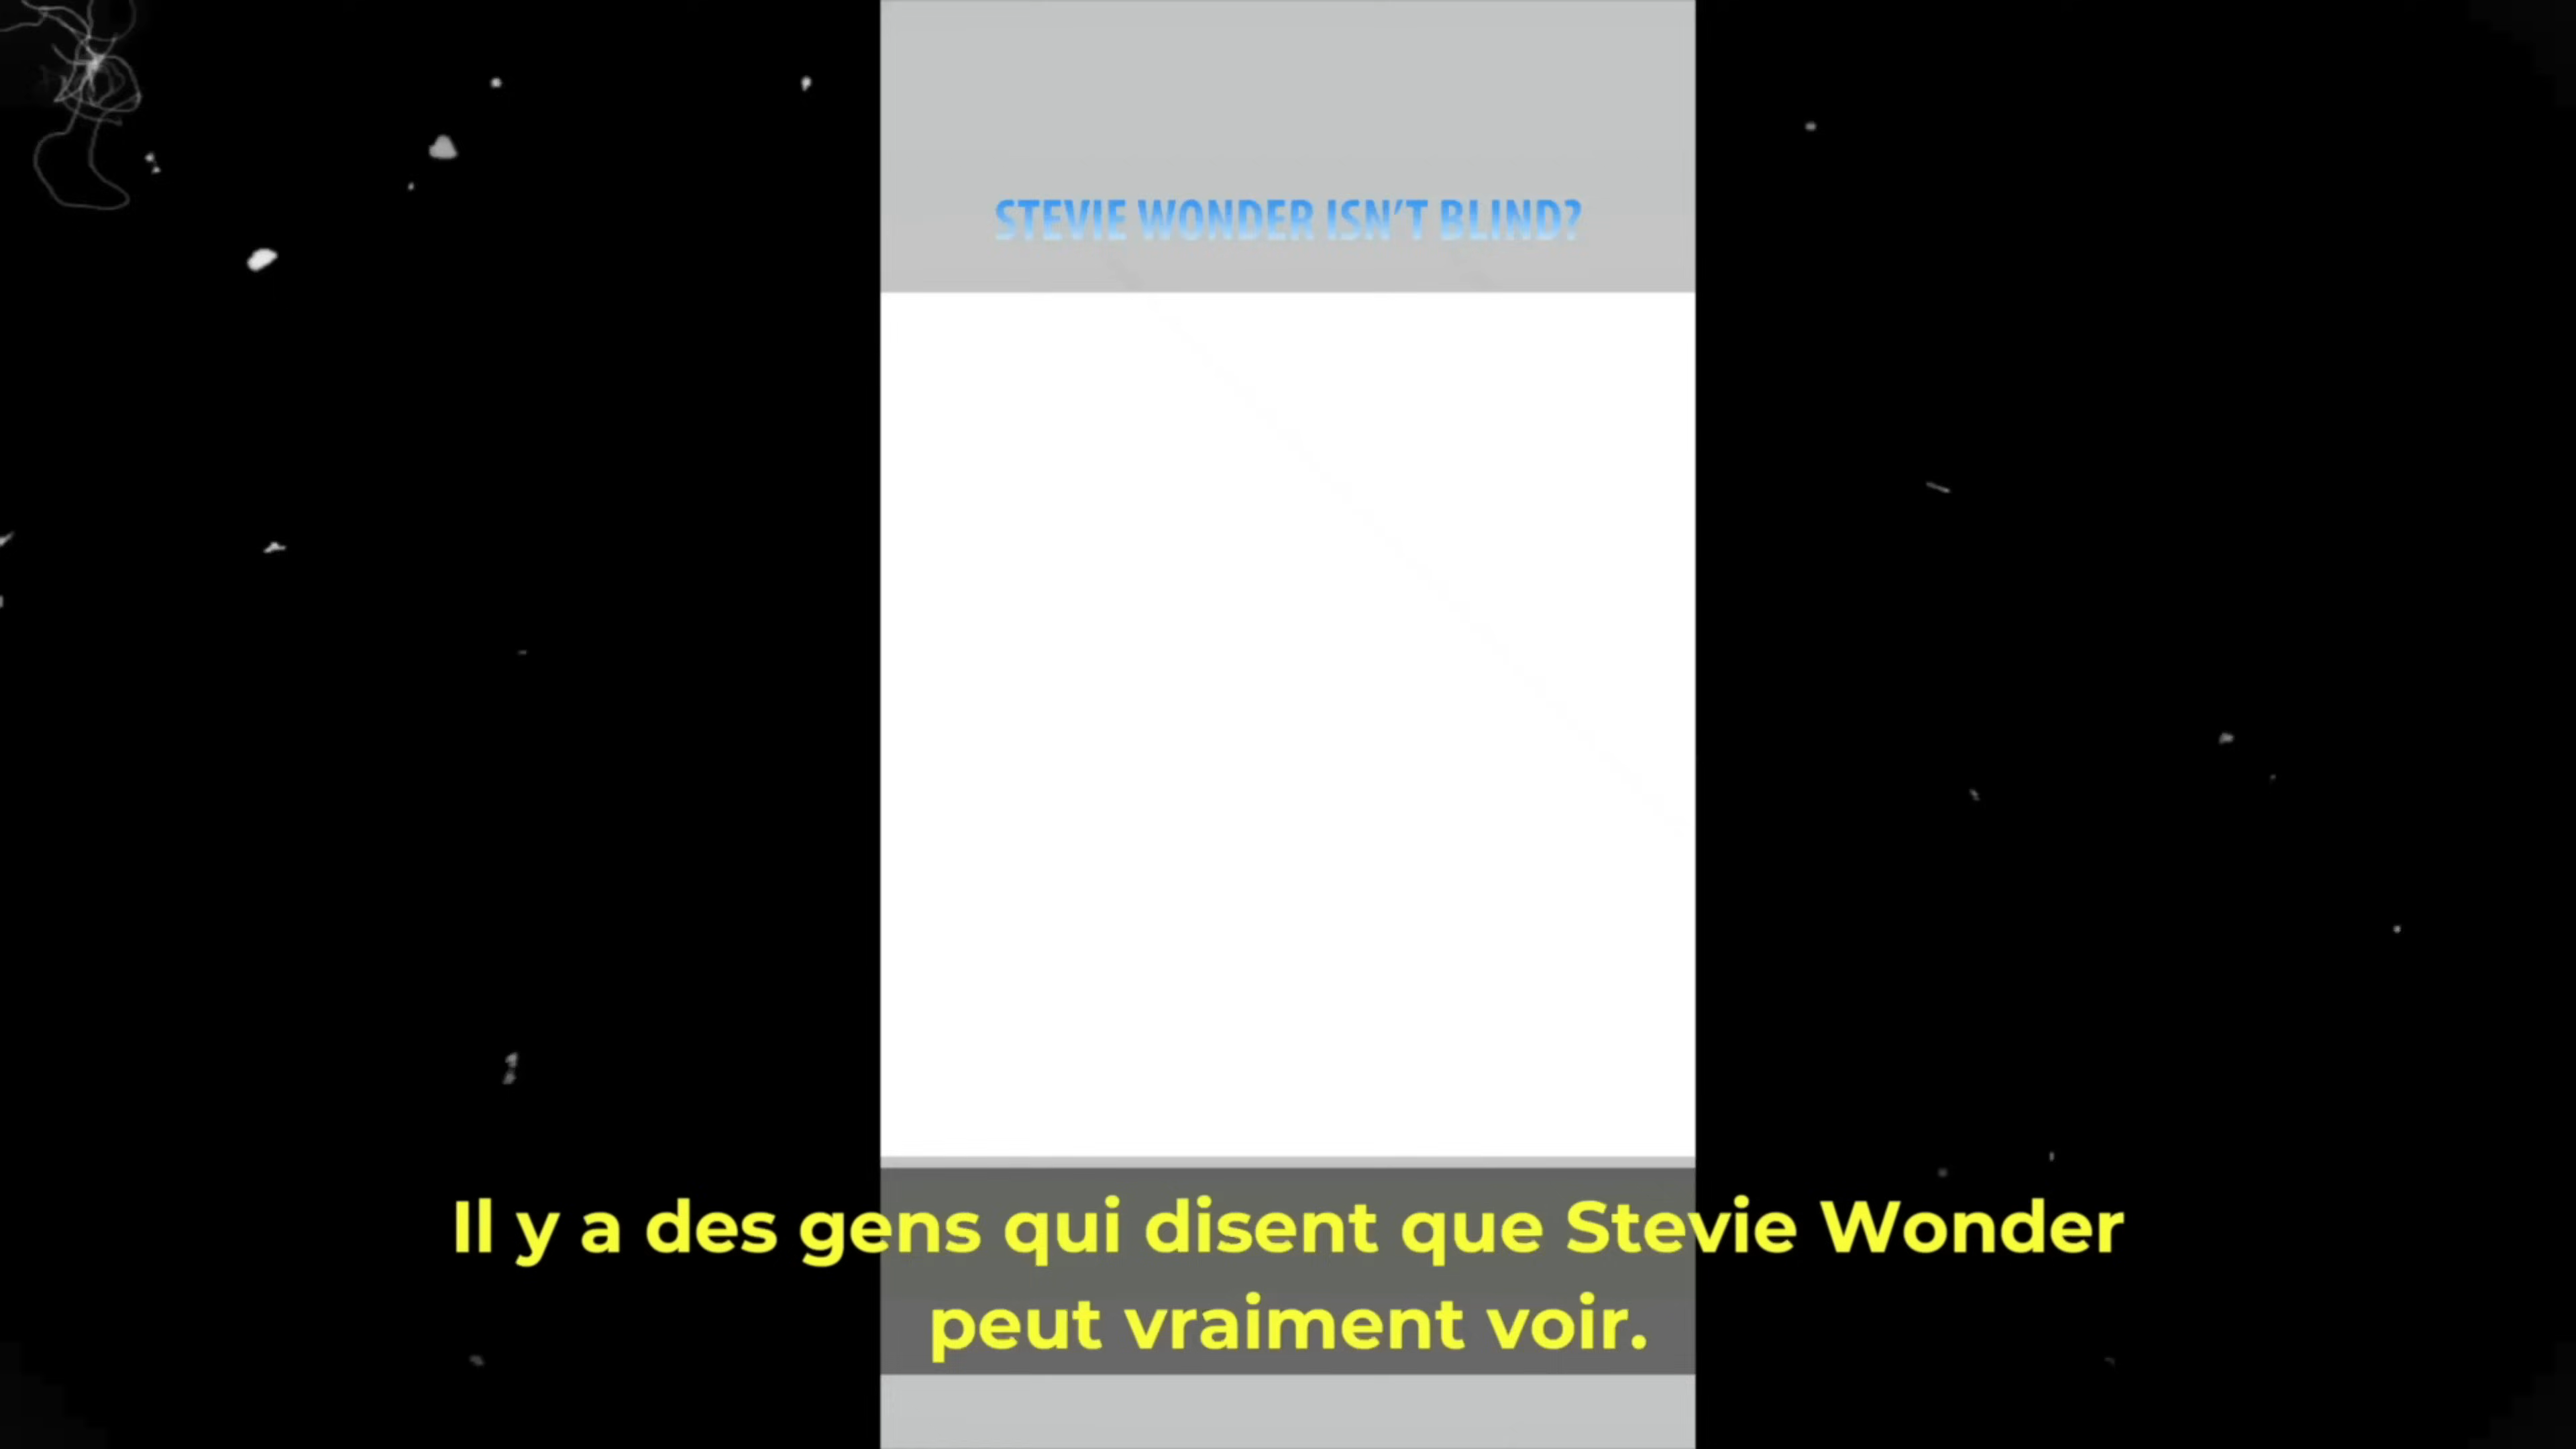 STEVIE WONDER ISN'T BLIND?
Il y a des gens qui disent que Stevie Wonder
peut vraiment voir.